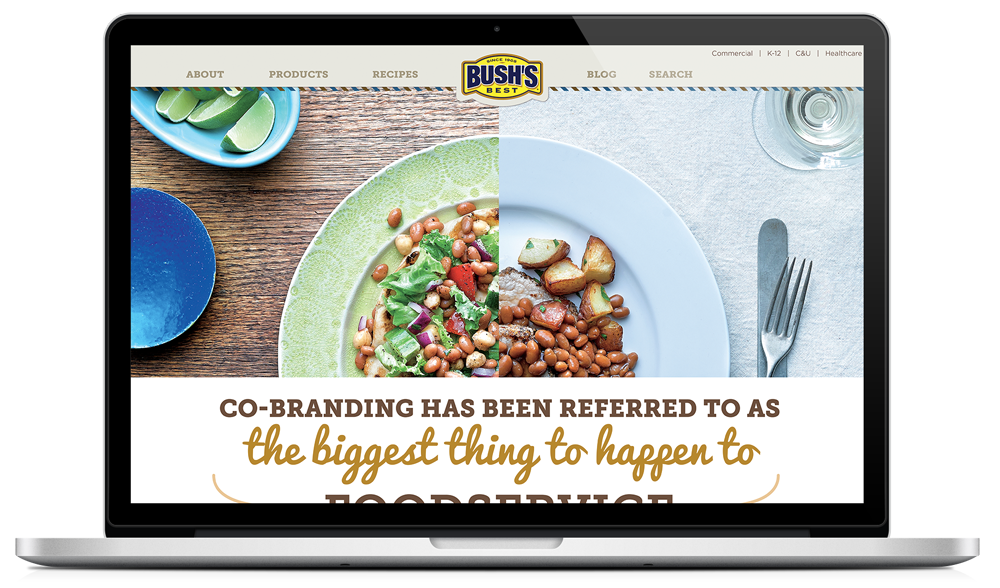 Commercial | K-12 | C&U | Healthcare
ABOUT PRODUCTS RECIPES BLOG SEARCH
SINCE 1908
BUSH'S
BEST
CO-BRANDING HAS BEEN REFERRED TO AS
the biggest thing to happen to
FOODSERVICE